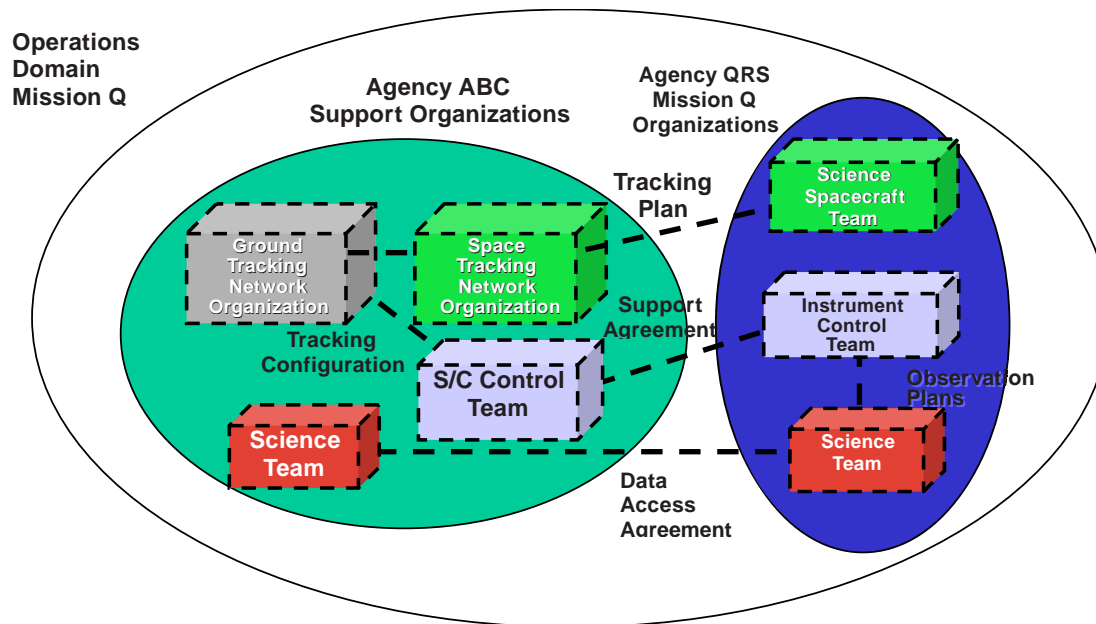 Operations
Domain
Mission Q
Agency ABC
Support Organizations
Agency QRS
Mission Q
Organizations
Tracking
Plan
Science
Spacecraft
Team
Ground
Tracking
Network
Organization
Space
Tracking
Network
Organization
Support
Agreement
Instrument
Control
Team
Tracking
Configuration
S/C Control
Team
Observation
Plans
Science
Team
Science
Team
Data
Access
Agreement